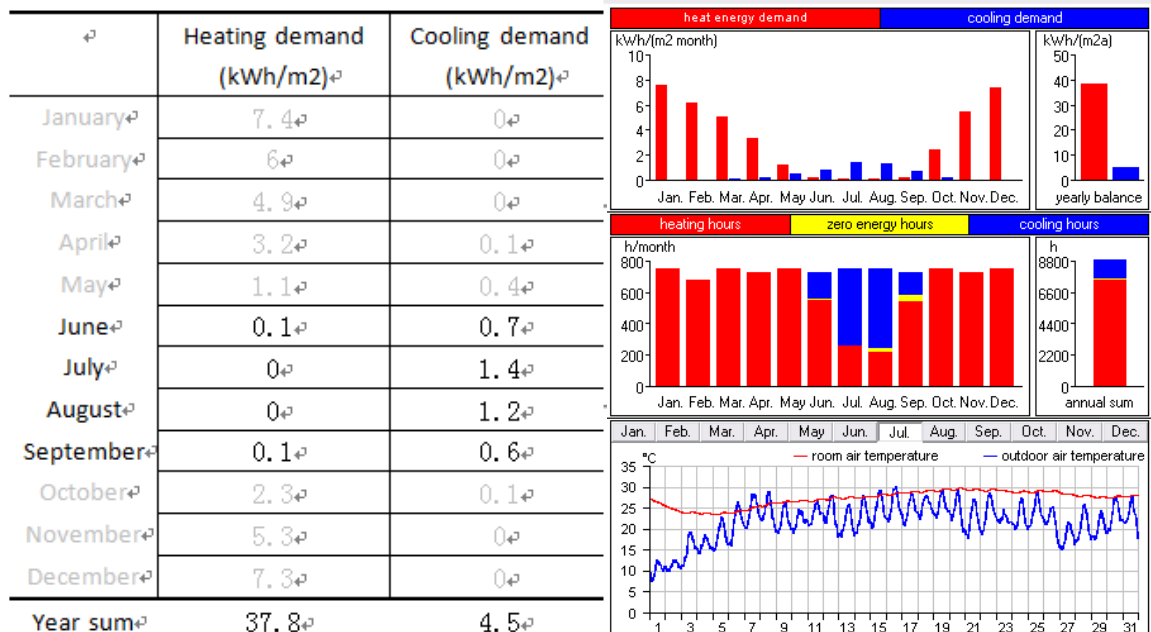 Heating demand Cooling demand
(kWh/m2) (kWh/m2)
January 7.4 0
February 6 0
March 4.9 0
April 3.2 0.1
May 1.1 0.4
June 0.1 0.7
July 0 1.4
August 0 1.2
September 0.1 0.6
October 2.3 0.1
November 5.3 0
December 7.3 0
Year sum 37.8 4.5
heat energy demand cooling demand
kWh/(m2 month) kWh/(m2a)
10 50
8 40
6 30
4 20
2 10
0 0
Jan. Feb. Mar. Apr. May Jun. Jul. Aug. Sep. Oct. Nov. Dec. yearly balance
heating hours zero energy hours cooling hours
h/month h
800 8800
600 6600
400 4400
200 2200
0 0
Jan. Feb. Mar. Apr. May Jun. Jul. Aug. Sep. Oct. Nov. Dec. annual sum
Jan. Feb. Mar. Apr. May Jun. Jul. Aug. Sep. Oct. Nov. Dec.
°C room air temperature outdoor air temperature
35
30
25
20
15
10
5
0
1 3 5 7 9 11 13 15 17 19 21 23 25 27 29 31